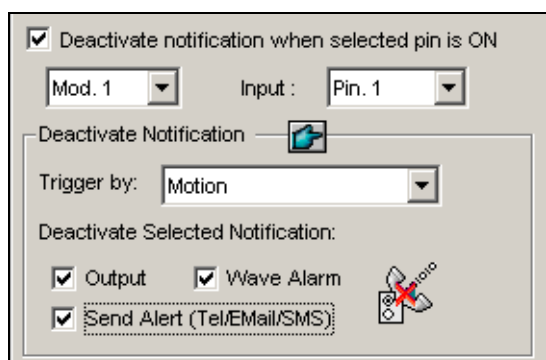 Deactivate notification when selected pin is ON
Mod. 1 Input : Pin. 1
Deactivate Notification
Trigger by: Motion
Deactivate Selected Notification:
Output Wave Alarm
Send Alert (Tel/EMail/SMS)